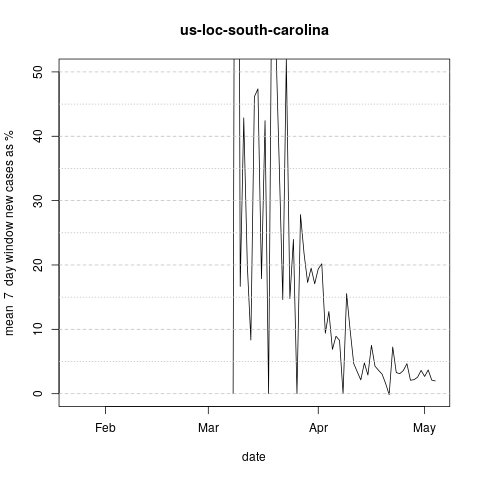 us-loc-south-carolina
mean 7 day window new cases as %
50
40
30
20
10
0
Feb
Mar
Apr
May
date